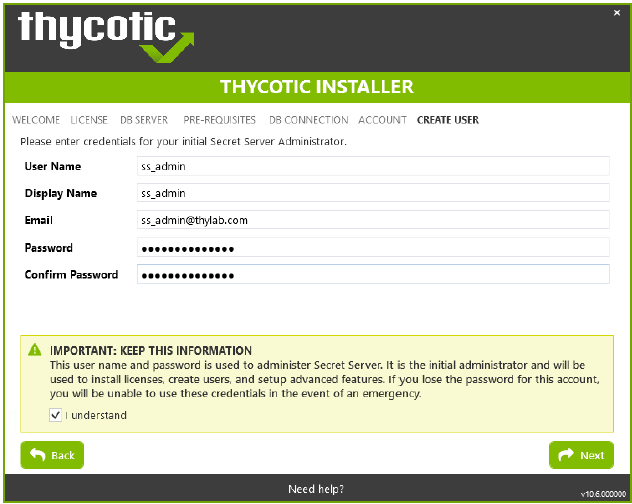 thycotic
THYCOTIC INSTALLER
WELCOME LICENSE DB SERVER PRE-REQUISITES DB CONNECTION ACCOUNT CREATE USER
Please enter credentials for your initial Secret Server Administrator.
User Name ss_admin
Display Name ss_admin
Email ss_admin@thylab.com
Password ●●●●●●●●●●●●●●
Confirm Password ●●●●●●●●●●●●●●
IMPORTANT: KEEP THIS INFORMATION
This user name and password is used to administer Secret Server. It is the initial administrator and will be
used to install licenses, create users, and setup advanced features. If you lose the password for this account,
you will be unable to use these credentials in the event of an emergency.
I understand
Back Next
Need help?
v10.6.000000